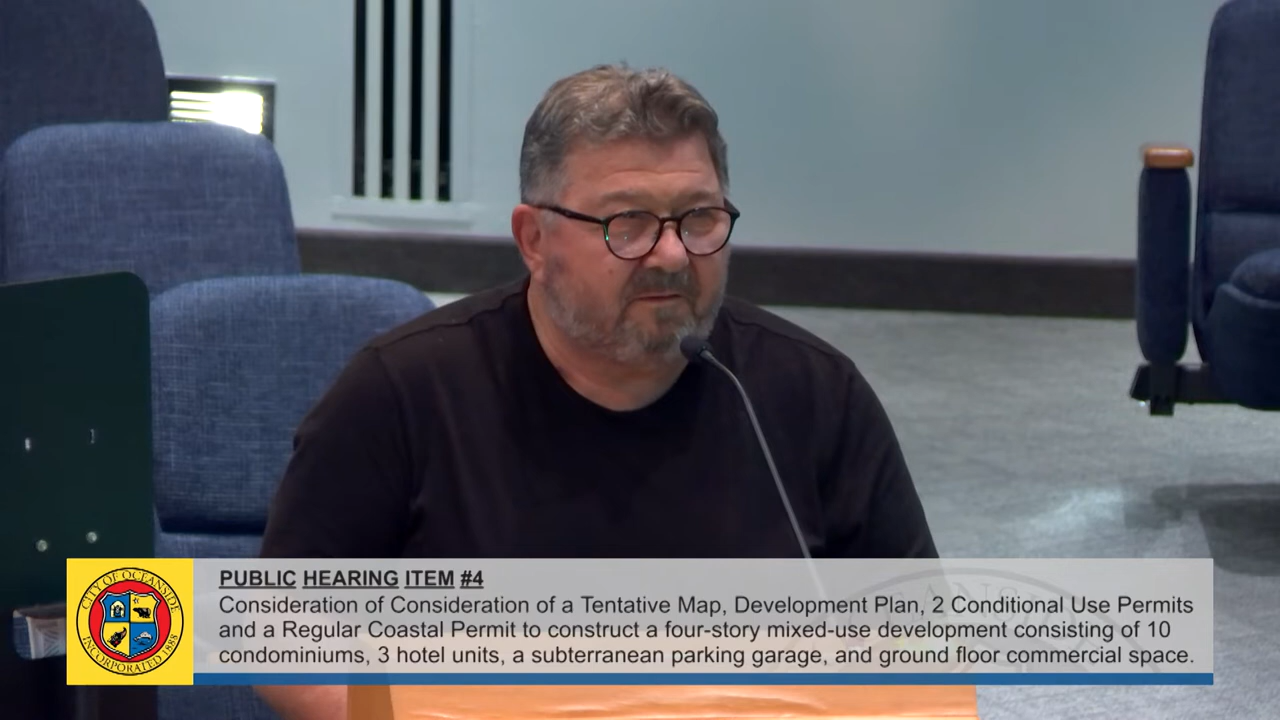 CITY OF OCEANSIDE
INCORPORATED 1888
PUBLIC HEARING ITEM #4
Consideration of Consideration of a Tentative Map, Development Plan, 2 Conditional Use Permits
and a Regular Coastal Permit to construct a four-story mixed-use development consisting of 10
condominiums, 3 hotel units, a subterranean parking garage, and ground floor commercial space.